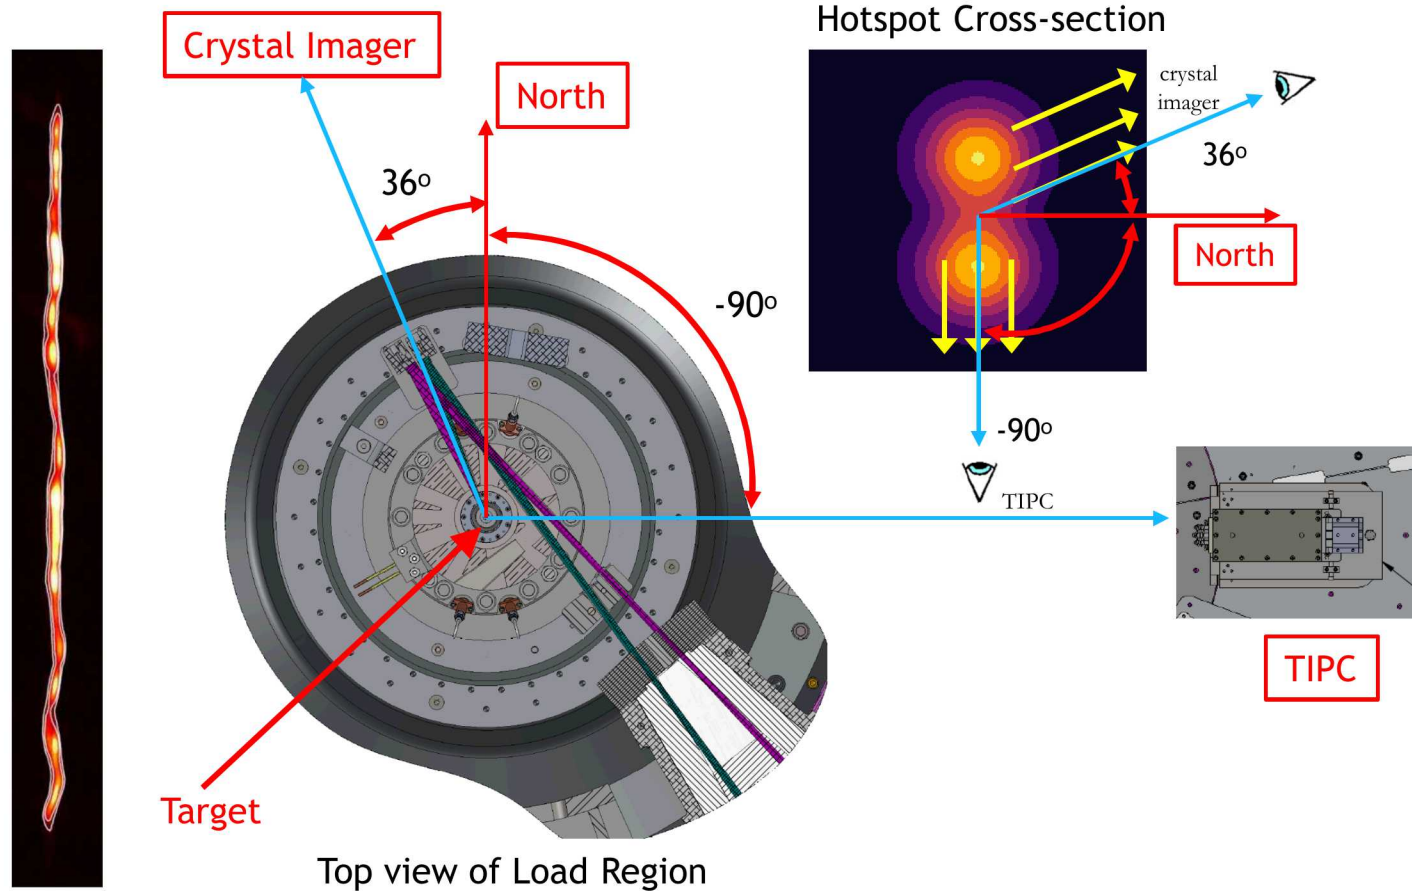 Hotspot Cross-section
Crystal Imager
North
36º
-90º
crystal
imager
36º
North
-90º
TIPC
TIPC
Target
Top view of Load Region